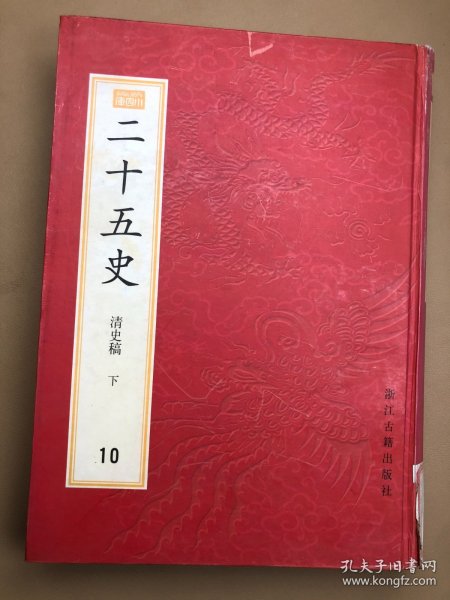 二十五史
清史稿 下
10
浙江古籍出版社
孔夫子旧书网
www.kongfz.com